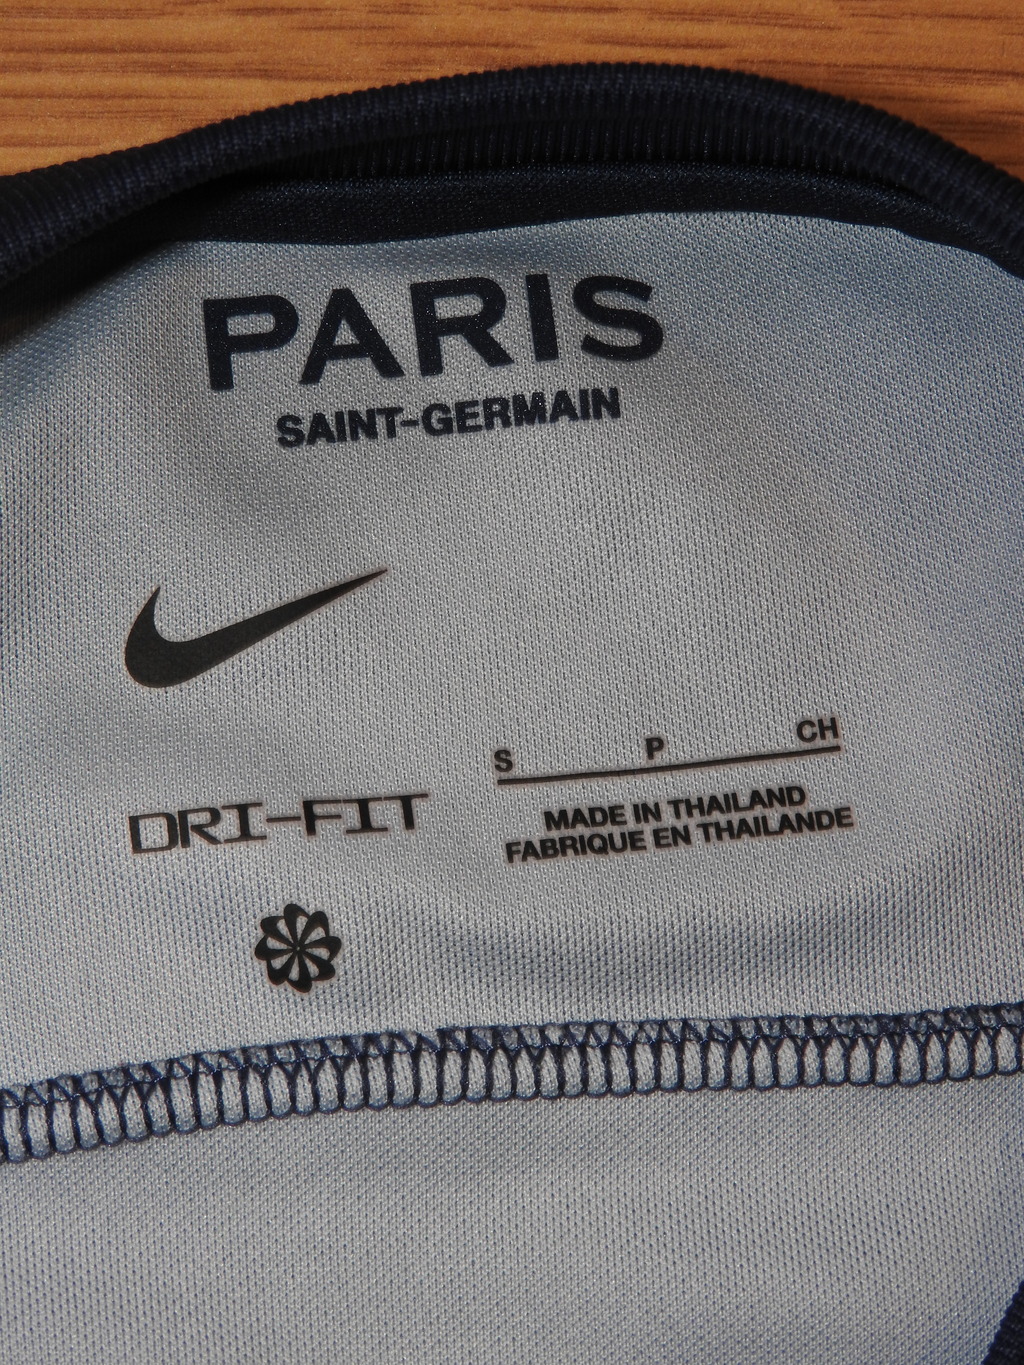 PARIS
SAINT-GERMAIN
S P CH
DRI-FIT
MADE IN THAILAND
FABRIQUE EN THAILANDE